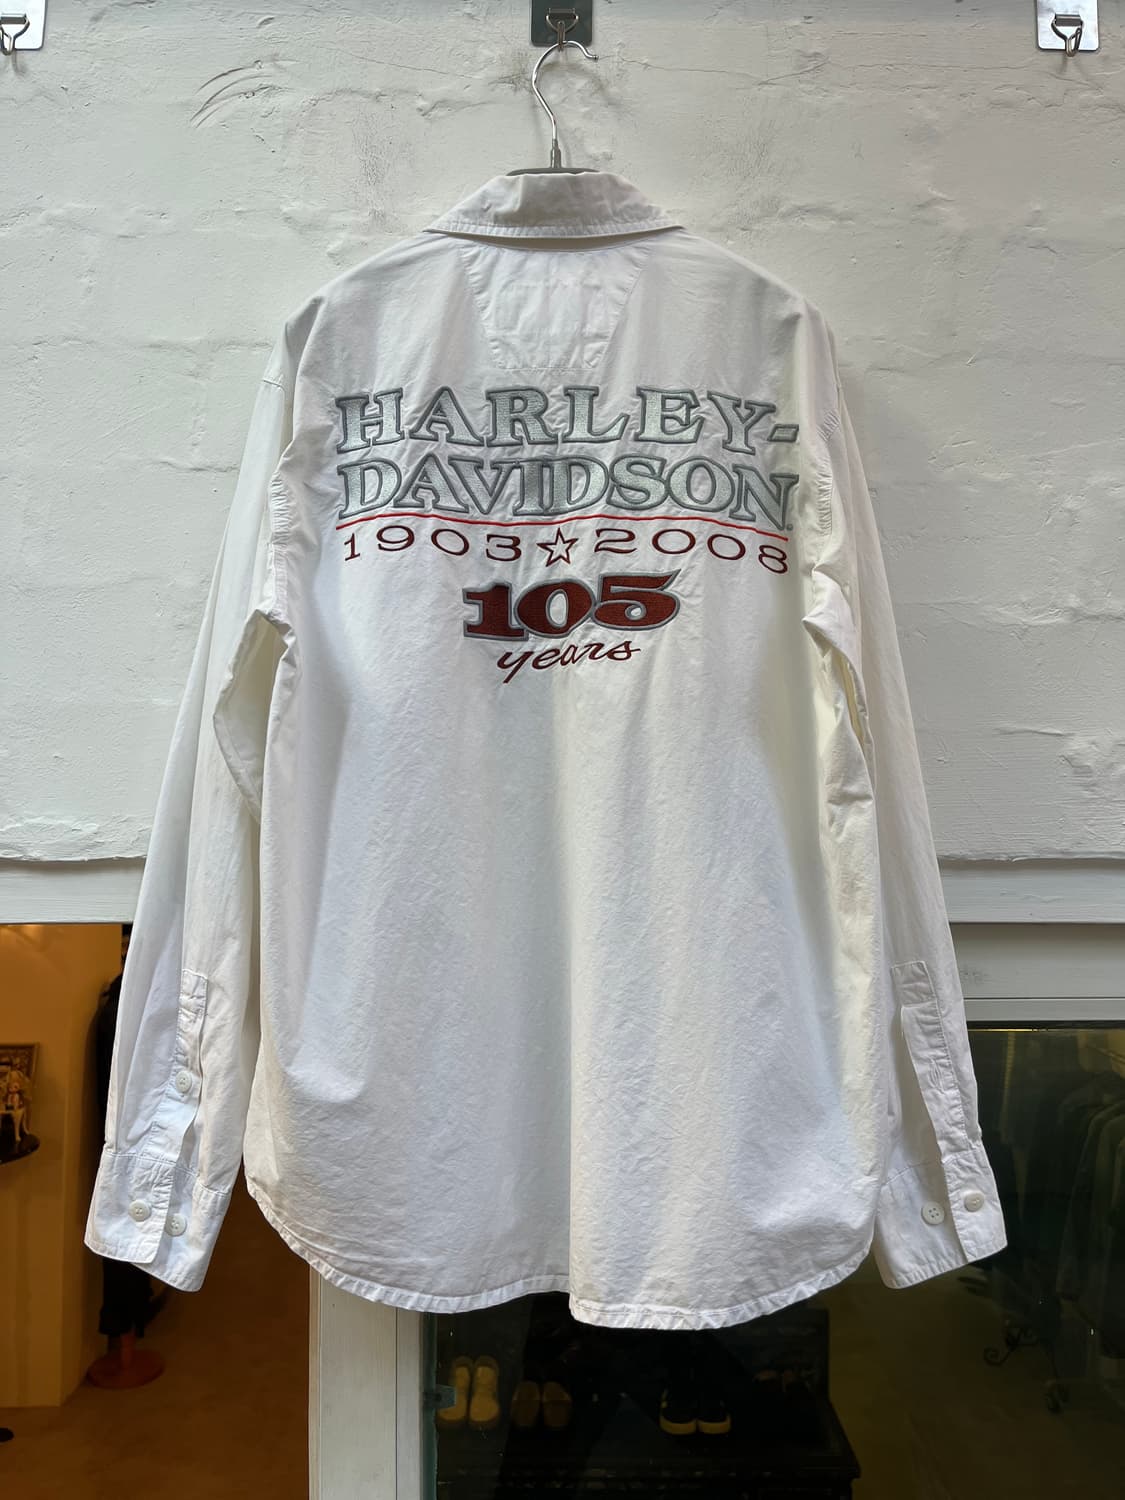 HARLEY-
DAVIDSON
1903☆2008
105
years